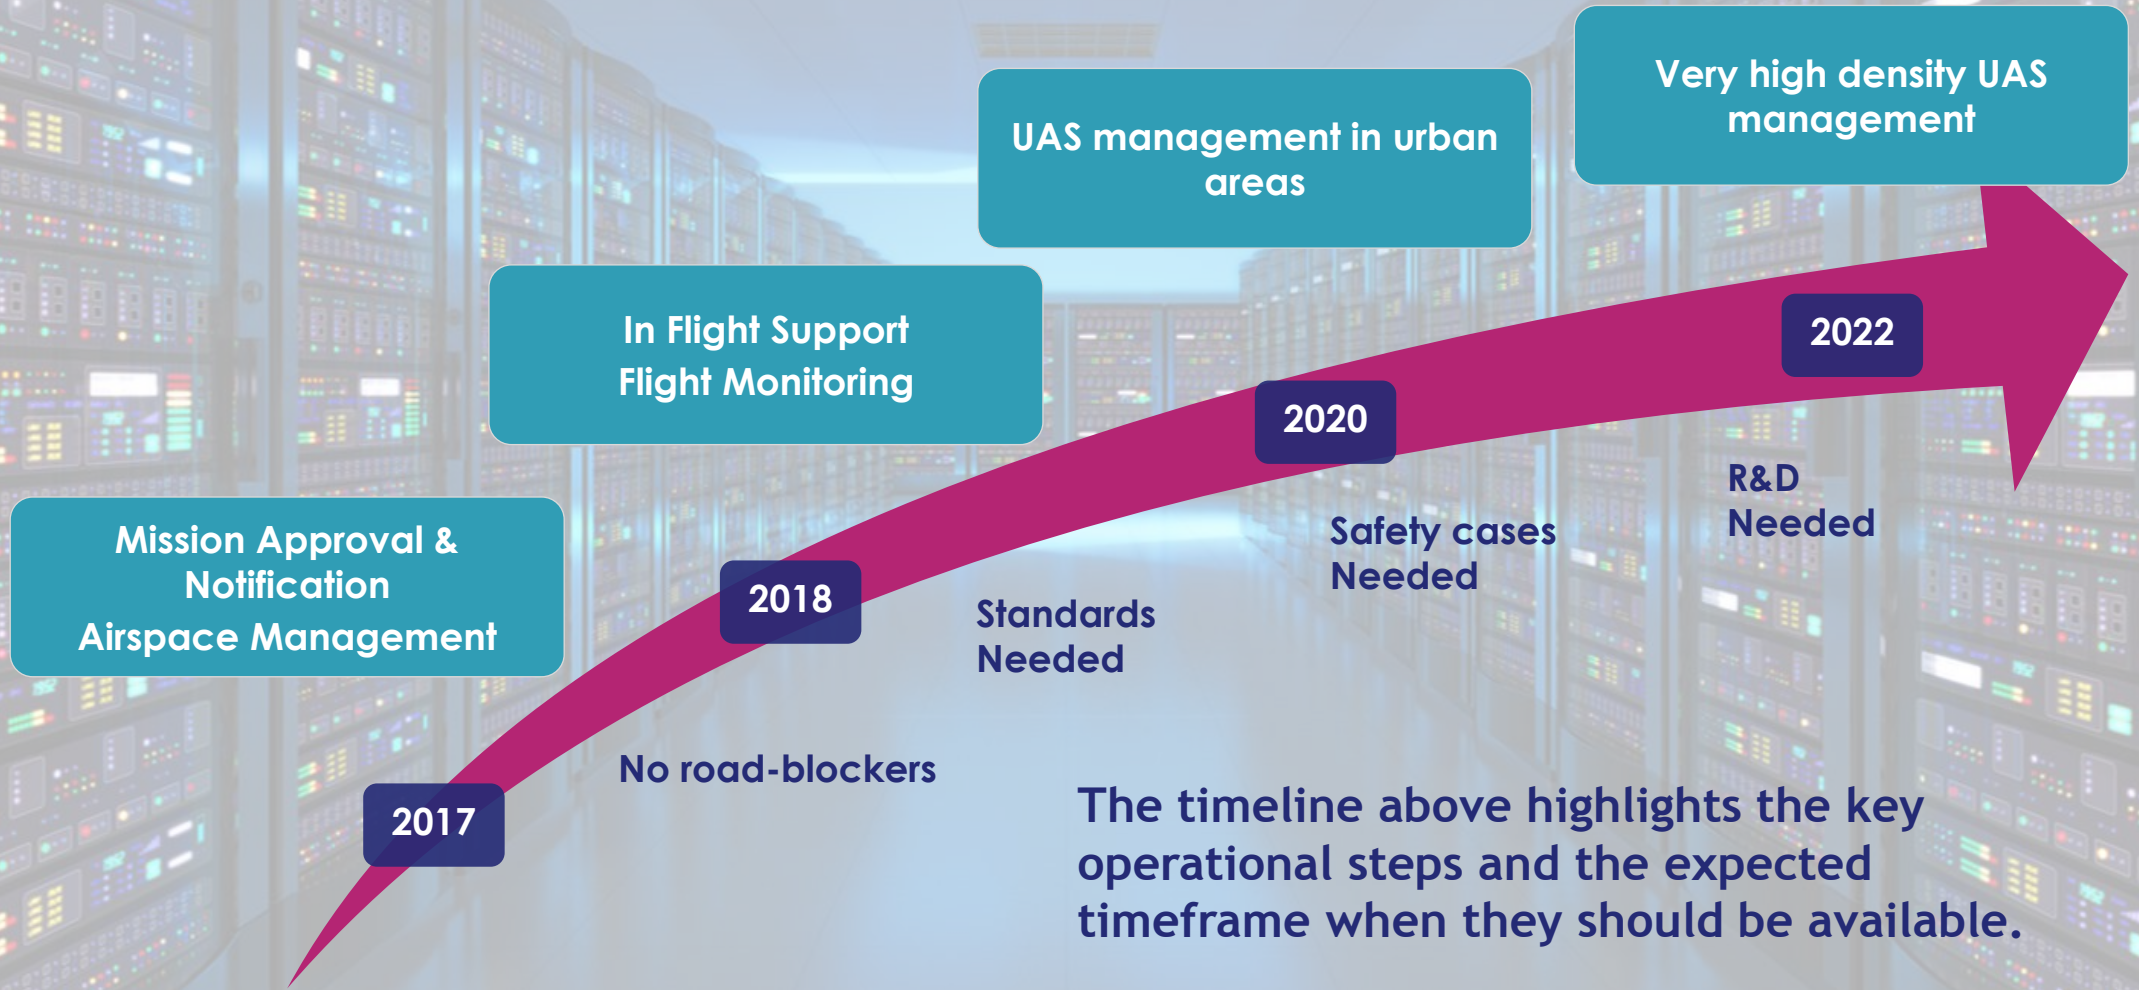 Mission Approval &
Notification
Airspace Management
2017
No road-blockers
In Flight Support
Flight Monitoring
2018
Standards
Needed
UAS management in urban
areas
2020
Safety cases
Needed
Very high density UAS
management
2022
R&D
Needed
The timeline above highlights the key
operational steps and the expected
timeframe when they should be available.